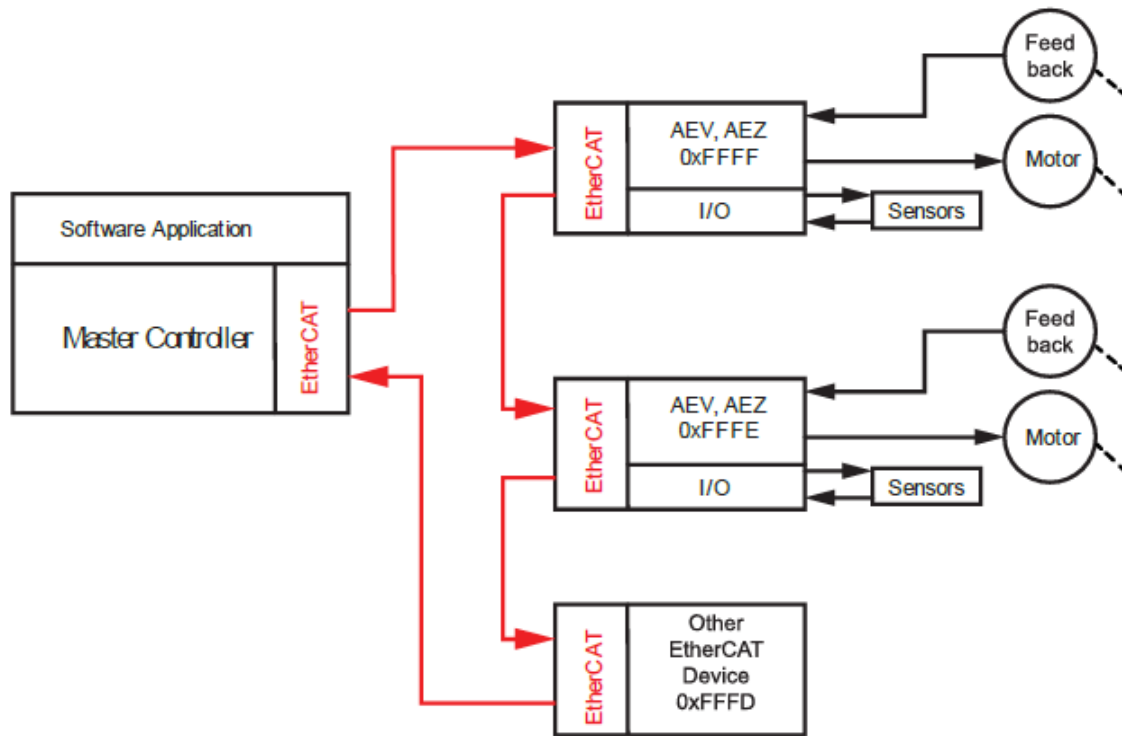 Software Application
Master Controller
EtherCAT
EtherCAT
AEV, AEZ
0xFFFF
I/O
Sensors
Feed
back
Motor
EtherCAT
AEV, AEZ
0xFFFE
I/O
Sensors
Feed
back
Motor
EtherCAT
Other
EtherCAT
Device
0xFFFD